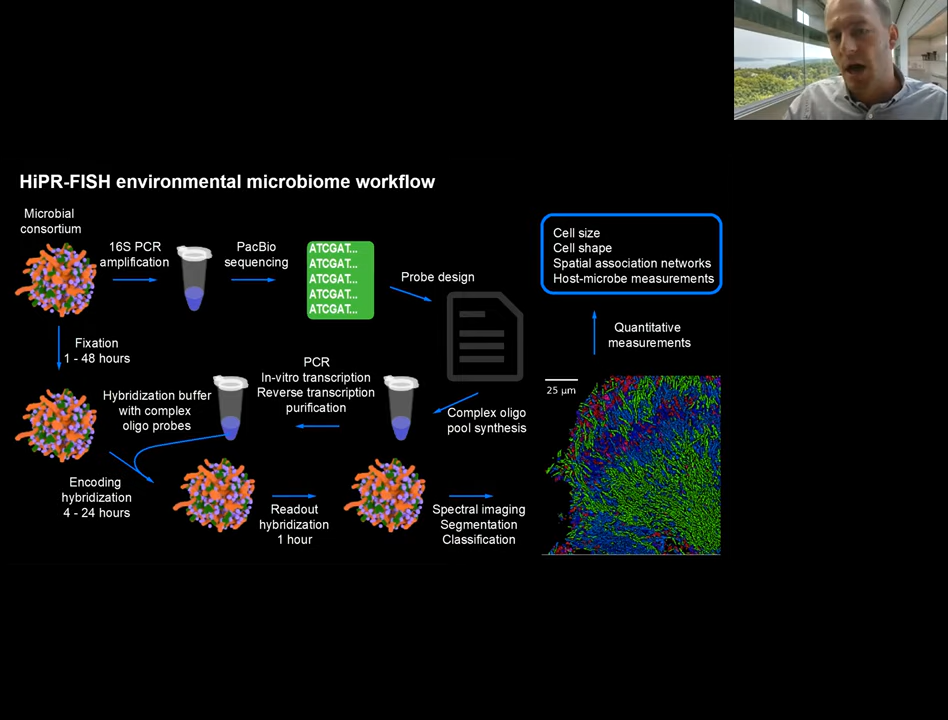 HiPR-FISH environmental microbiome workflow
Microbial
consortium
16S PCR
amplification
PacBio
sequencing
ATCGAT...
ATCGAT...
ATCGAT...
ATCGAT...
ATCGAT...
Probe design
Cell size
Cell shape
Spatial association networks
Host-microbe measurements
Quantitative
measurements
Fixation
1 - 48 hours
Hybridization buffer
with complex
oligo probes
PCR
In-vitro transcription
Reverse transcription
purification
Complex oligo
pool synthesis
25 µm
Encoding
hybridization
4 - 24 hours
Readout
hybridization
1 hour
Spectral imaging
Segmentation
Classification